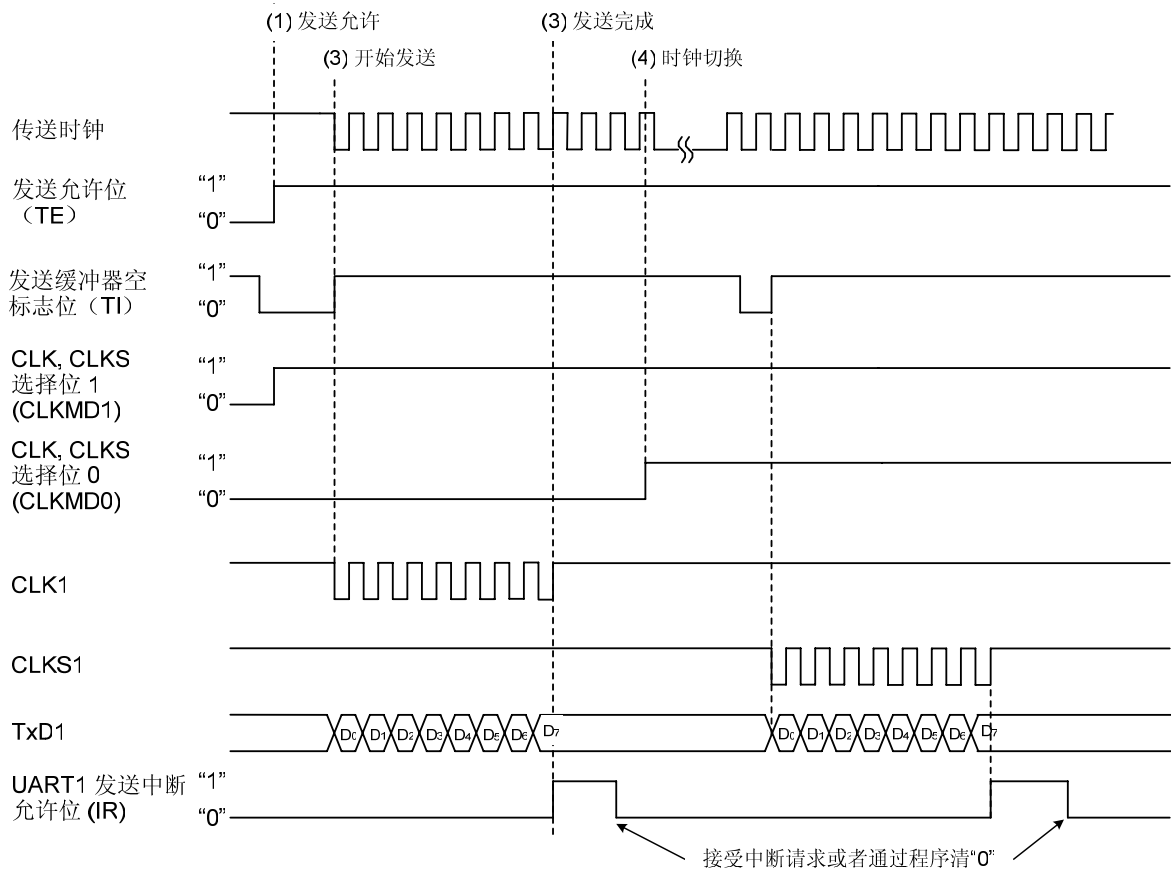 (1) 发送允许
(3) 发送完成
(3) 开始发送
(4) 时钟切换
传送时钟
发送允许位
（TE）
“1”
“0”
发送缓冲器空
标志位（TI）
“1”
“0”
CLK, CLKS
选择位 1
(CLKMD1)
“1”
“0”
CLK, CLKS
选择位 0
(CLKMD0)
“1”
“0”
CLK1
CLKS1
TxD1
D0 D1 D2 D3 D4 D5 D6 D7
D0 D1 D2 D3 D4 D5 D6 D7
UART1 发送中断
允许位 (IR)
“1”
“0”
接受中断请求或者通过程序清“0”